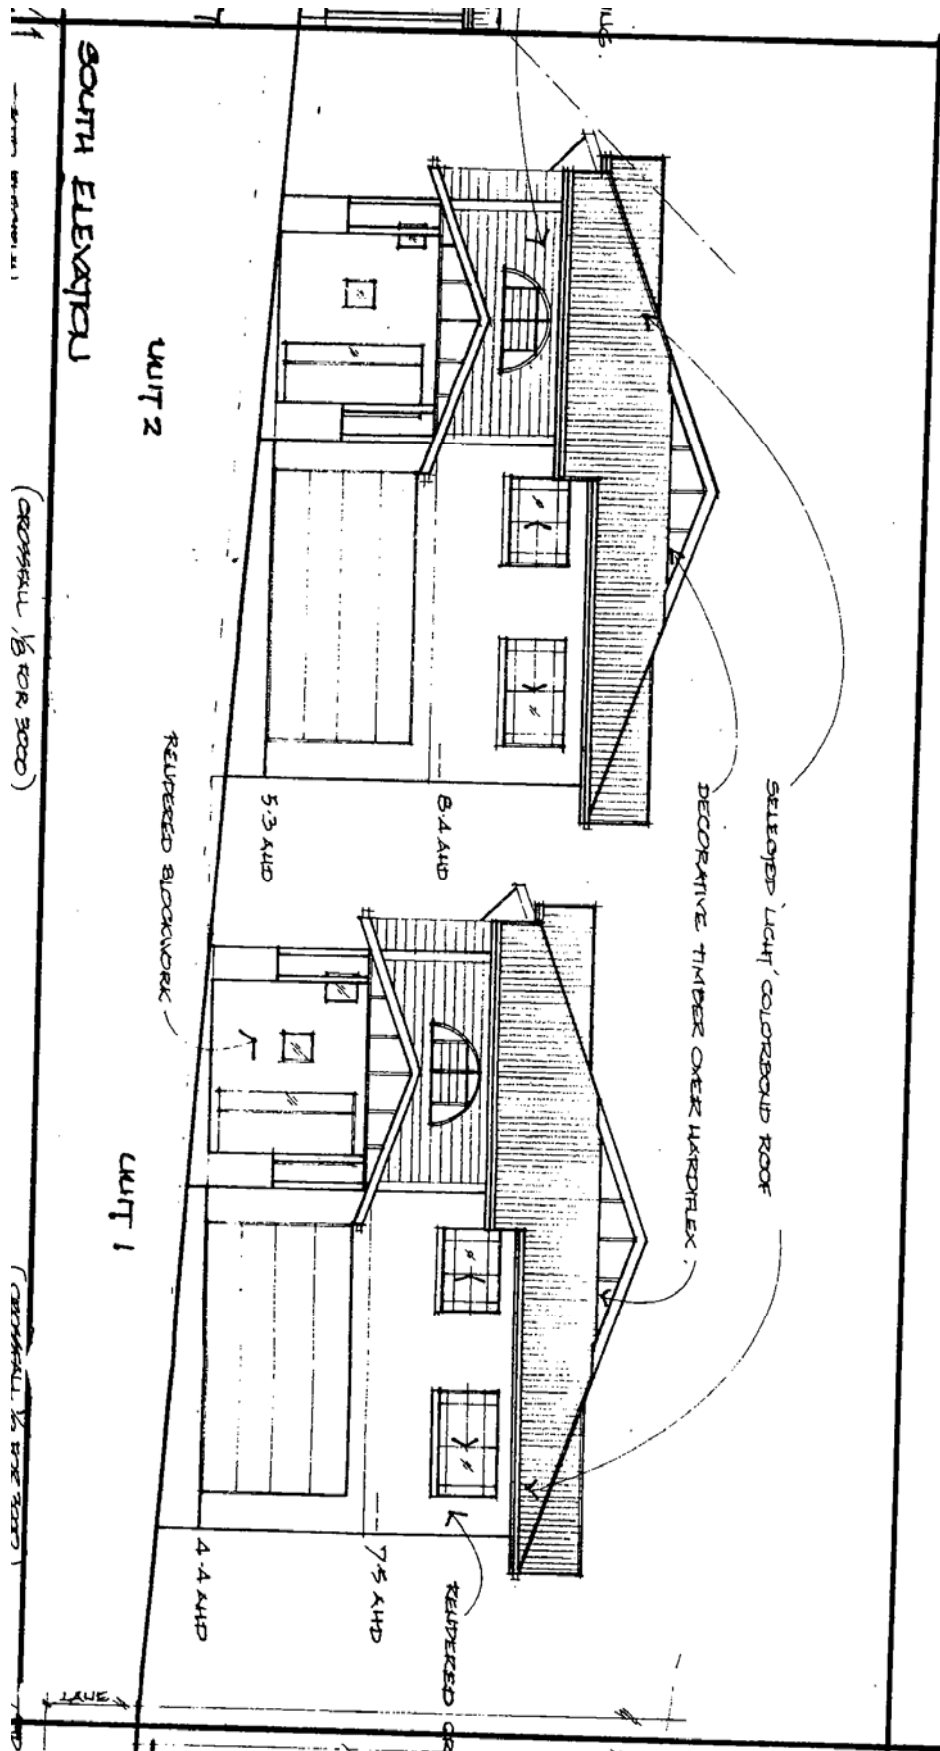 SELECTED 'LIGHT' COLORBOND ROOF
DECORATIVE TIMBER OVER HARDIFLEX.
8.4 AHD
5.3 AHD
7.5 AHD
4.4 AHD
RENDERED
RENDERED BLOCKWORK
UNIT 2
UNIT 1
SOUTH ELEVATION
(CROSSFALL 1/8 FOR 3000)
LANE